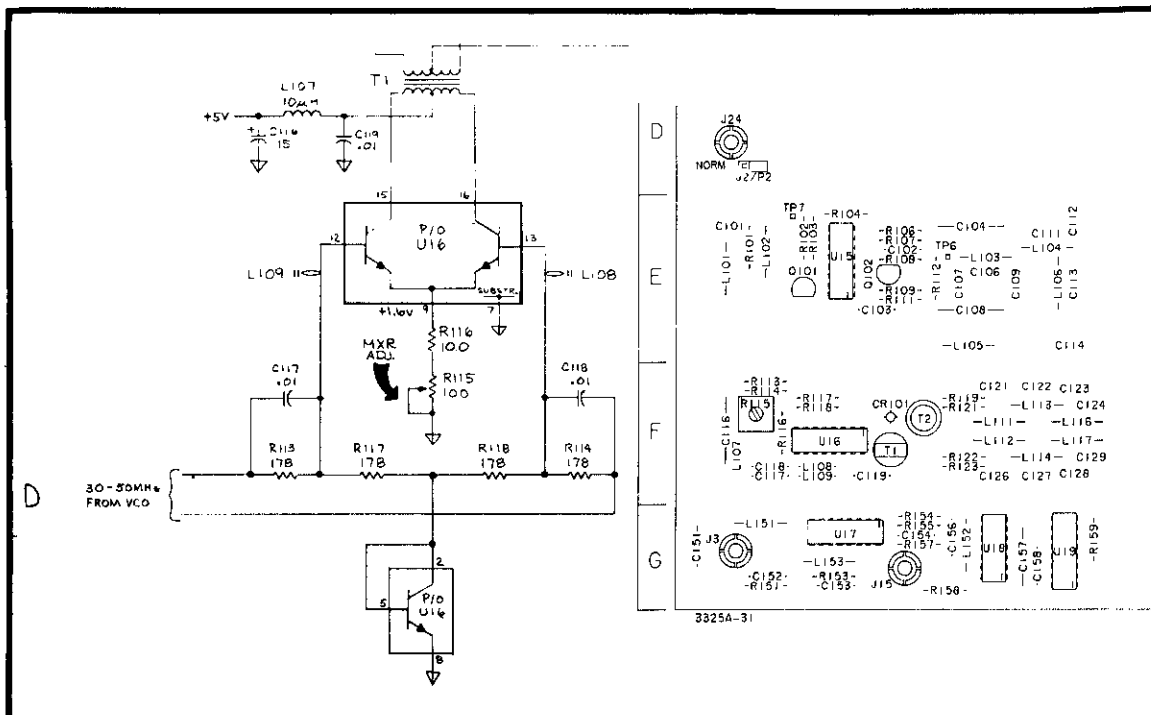 T1
L107
10μH
+5V
+
C116
15
C119
.01
15
16
12
P/O
U16
13
L109
L108
SUBSTR.
+1.6V
9
7
R116
100
MXR
ADJ.
R115
100
C117
.01
C118
.01
R113
178
R117
178
R118
178
R114
178
D
30-50MHz
FROM VCO
2
5
P/O
U16
8
D
E
F
G
J24
NORM
J2/P2
TP7
-R104-
C101
-L101-
-R101-
-L102-
-R102-
-R103-
U15
Q101
Q102
-R106-
-R107-
-C102-
-R108-
-R109-
-R111-
-C103-
-C104-
TP6
-L103-
-R112-
C107
C106
C109
-C108-
C111
C112
-L104-
-L106-
C113
-L105-
C114
-R113-
-R114-
R115
-C116-
L107
-R116-
-R117-
-R118-
U16
-C118-
-C117-
-L108-
-L109-
-C119-
CR101
T1
T2
-R119-
-R121-
C121 C122 C123
-L113- C124
-L111- -L116-
-L112- -L117-
-R122- -L114- C129
-R123-
C126 C127 C128
-C151-
J3
-L151-
U17
-L153-
-C152-
-R151-
-R153-
-C153-
-R154-
-R155-
-C154-
-R157-
J15
-R158-
-C156-
-L152-
U18
-C157-
-C158-
U19
-R159-
3325A-31